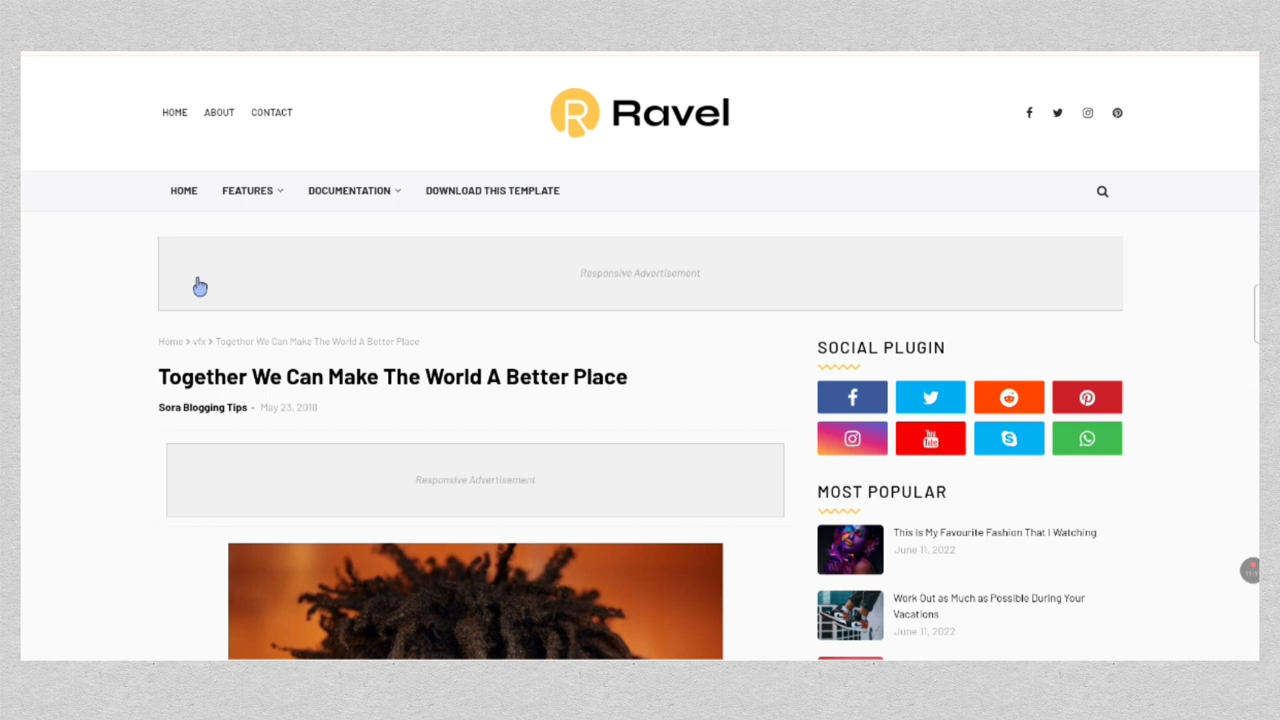 HOME ABOUT CONTACT
R Ravel
HOME FEATURES DOCUMENTATION DOWNLOAD THIS TEMPLATE
Responsive Advertisement
Home > vfx > Together We Can Make The World A Better Place
Together We Can Make The World A Better Place
Sora Blogging Tips - May 23, 2018
Responsive Advertisement
SOCIAL PLUGIN
You Tube
MOST POPULAR
This Is My Favourite Fashion That I Watching
June 11, 2022
Work Out as Much as Possible During Your
Vacations
June 11, 2022